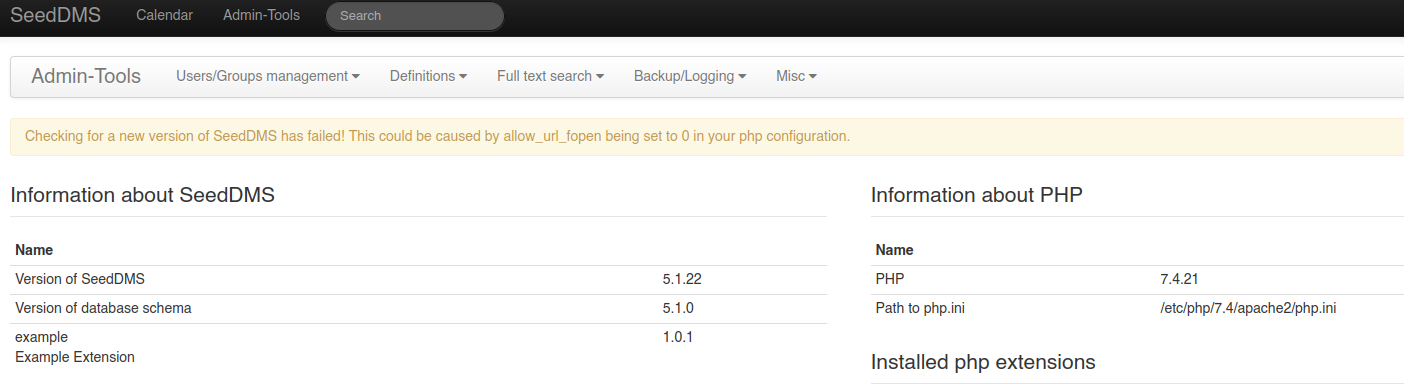 SeedDMS Calendar Admin-Tools Search
Admin-Tools Users/Groups management Definitions Full text search Backup/Logging Misc
Checking for a new version of SeedDMS has failed! This could be caused by allow_url_fopen being set to 0 in your php configuration.
Information about SeedDMS
Name
Version of SeedDMS 5.1.22
Version of database schema 5.1.0
example 1.0.1
Example Extension
Information about PHP
Name
PHP 7.4.21
Path to php.ini /etc/php/7.4/apache2/php.ini
Installed php extensions